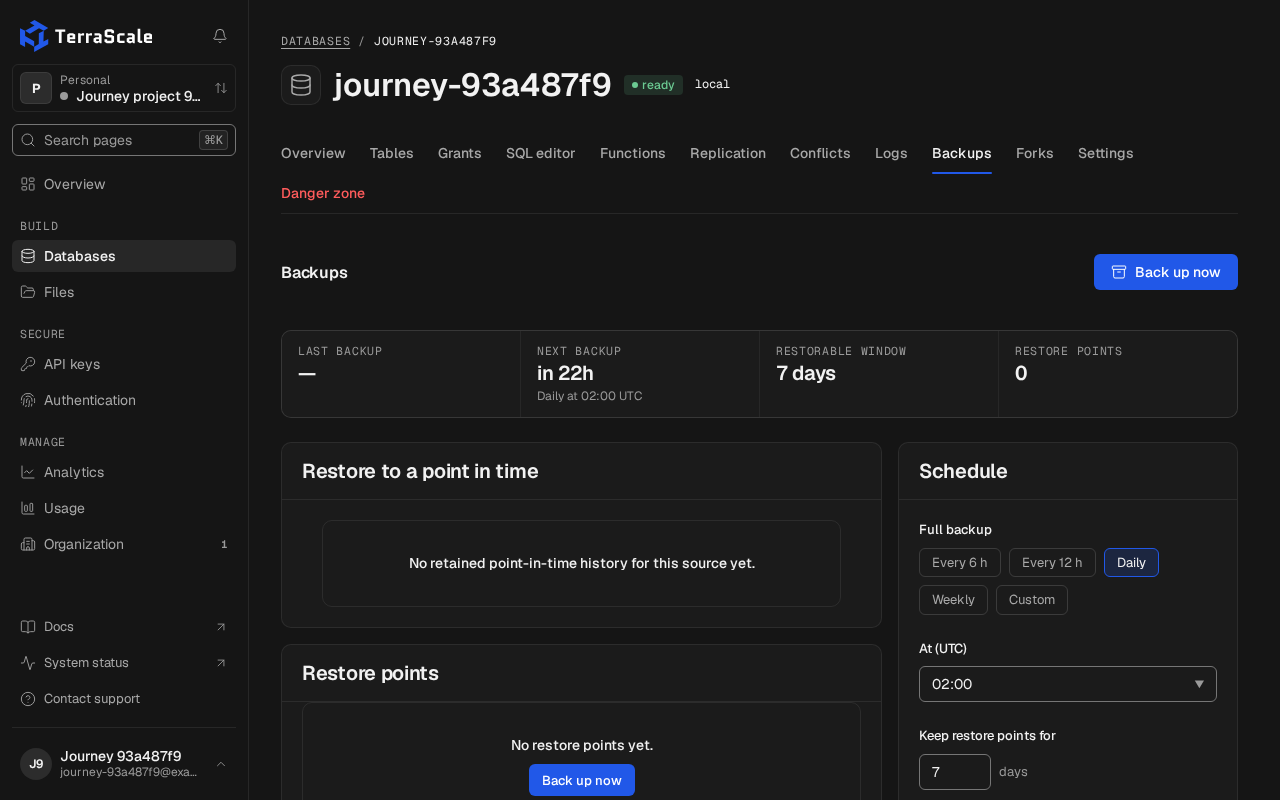 TerraScale
P
Personal
Journey project 9...
Search pages
⌘K
Overview
BUILD
Databases
Files
SECURE
API keys
Authentication
MANAGE
Analytics
Usage
Organization
1
Docs
System status
Contact support
J9
Journey 93a487f9
journey-93a487f9@exa...
DATABASES / JOURNEY-93A487F9
journey-93a487f9
ready
local
Overview
Tables
Grants
SQL editor
Functions
Replication
Conflicts
Logs
Backups
Forks
Settings
Danger zone
Backups
Back up now
LAST BACKUP
—
NEXT BACKUP
in 22h
Daily at 02:00 UTC
RESTORABLE WINDOW
7 days
RESTORE POINTS
0
Restore to a point in time
No retained point-in-time history for this source yet.
Restore points
No restore points yet.
Back up now
Schedule
Full backup
Every 6 h
Every 12 h
Daily
Weekly
Custom
At (UTC)
02:00
Keep restore points for
7
days